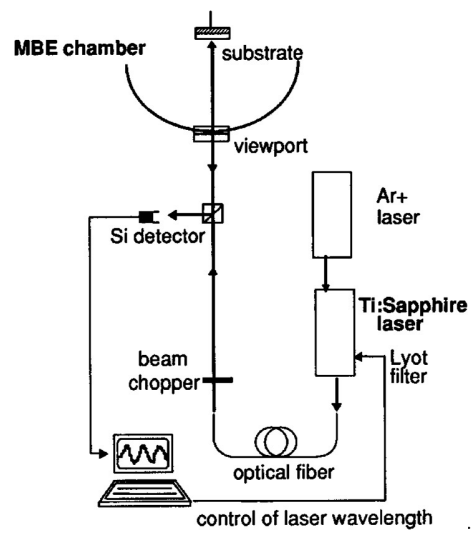 MBE chamber
substrate
viewport
Ar+
laser
Si detector
Ti:Sapphire
laser
Lyot
filter
beam
chopper
optical fiber
control of laser wavelength